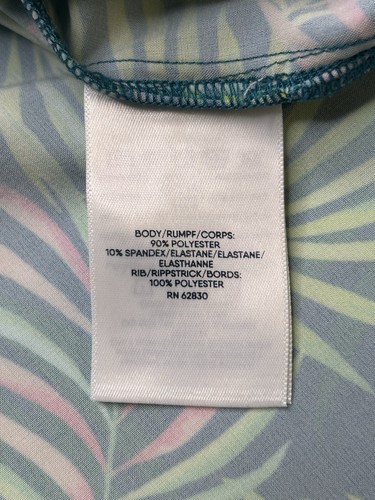 BODY/RUMPF/CORPS:
90% POLYESTER
10% SPANDEX/ELASTANE/ELASTANE/
ELASTHANNE
RIB/RIPPSTRICK/BORDS:
100% POLYESTER
RN 62830